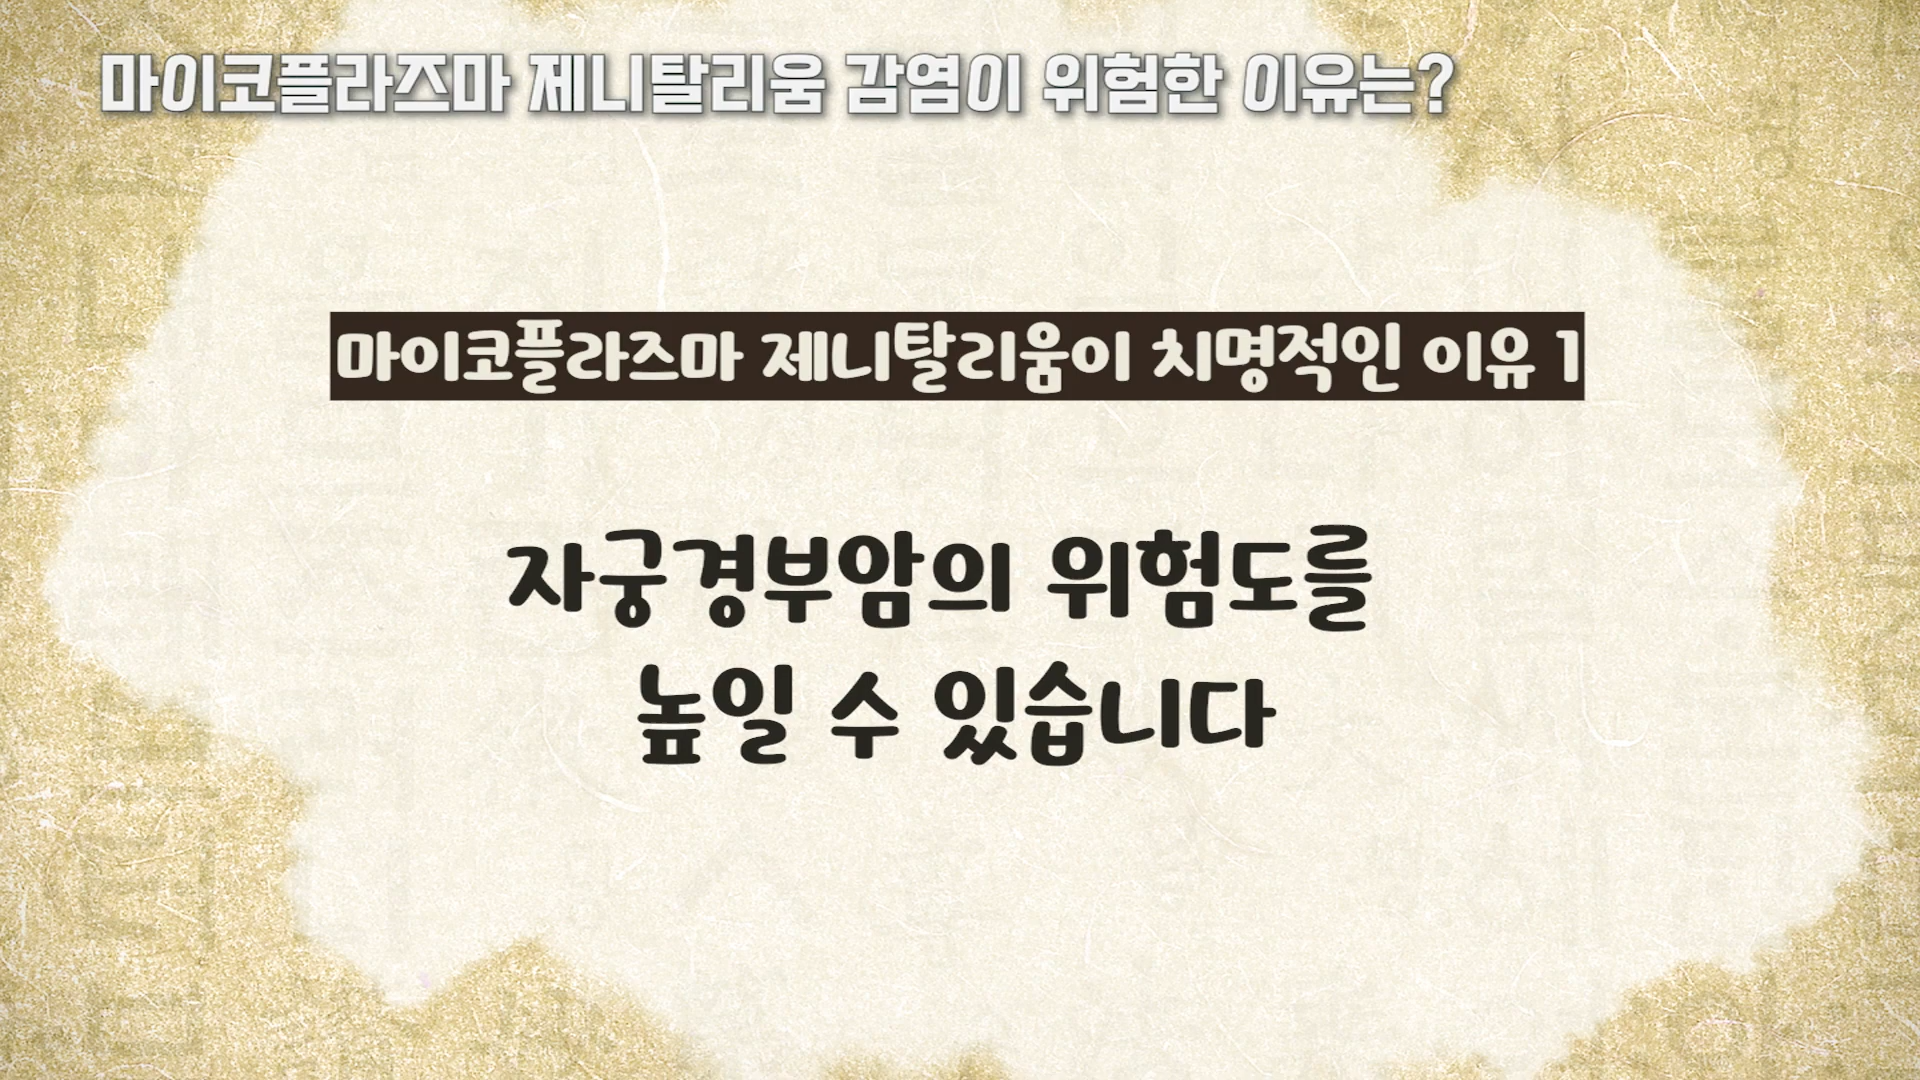 마이코플라즈마 제니탈리움 감염이 위험한 이유는?
마이코플라즈마 제니탈리움이 치명적인 이유 1
자궁경부암의 위험도를
높일 수 있습니다